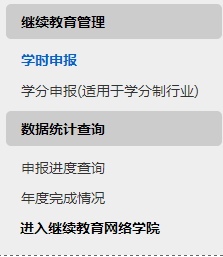 继续教育管理
学时申报
学分申报(适用于学分制行业)
数据统计查询
申报进度查询
年度完成情况
进入继续教育网络学院